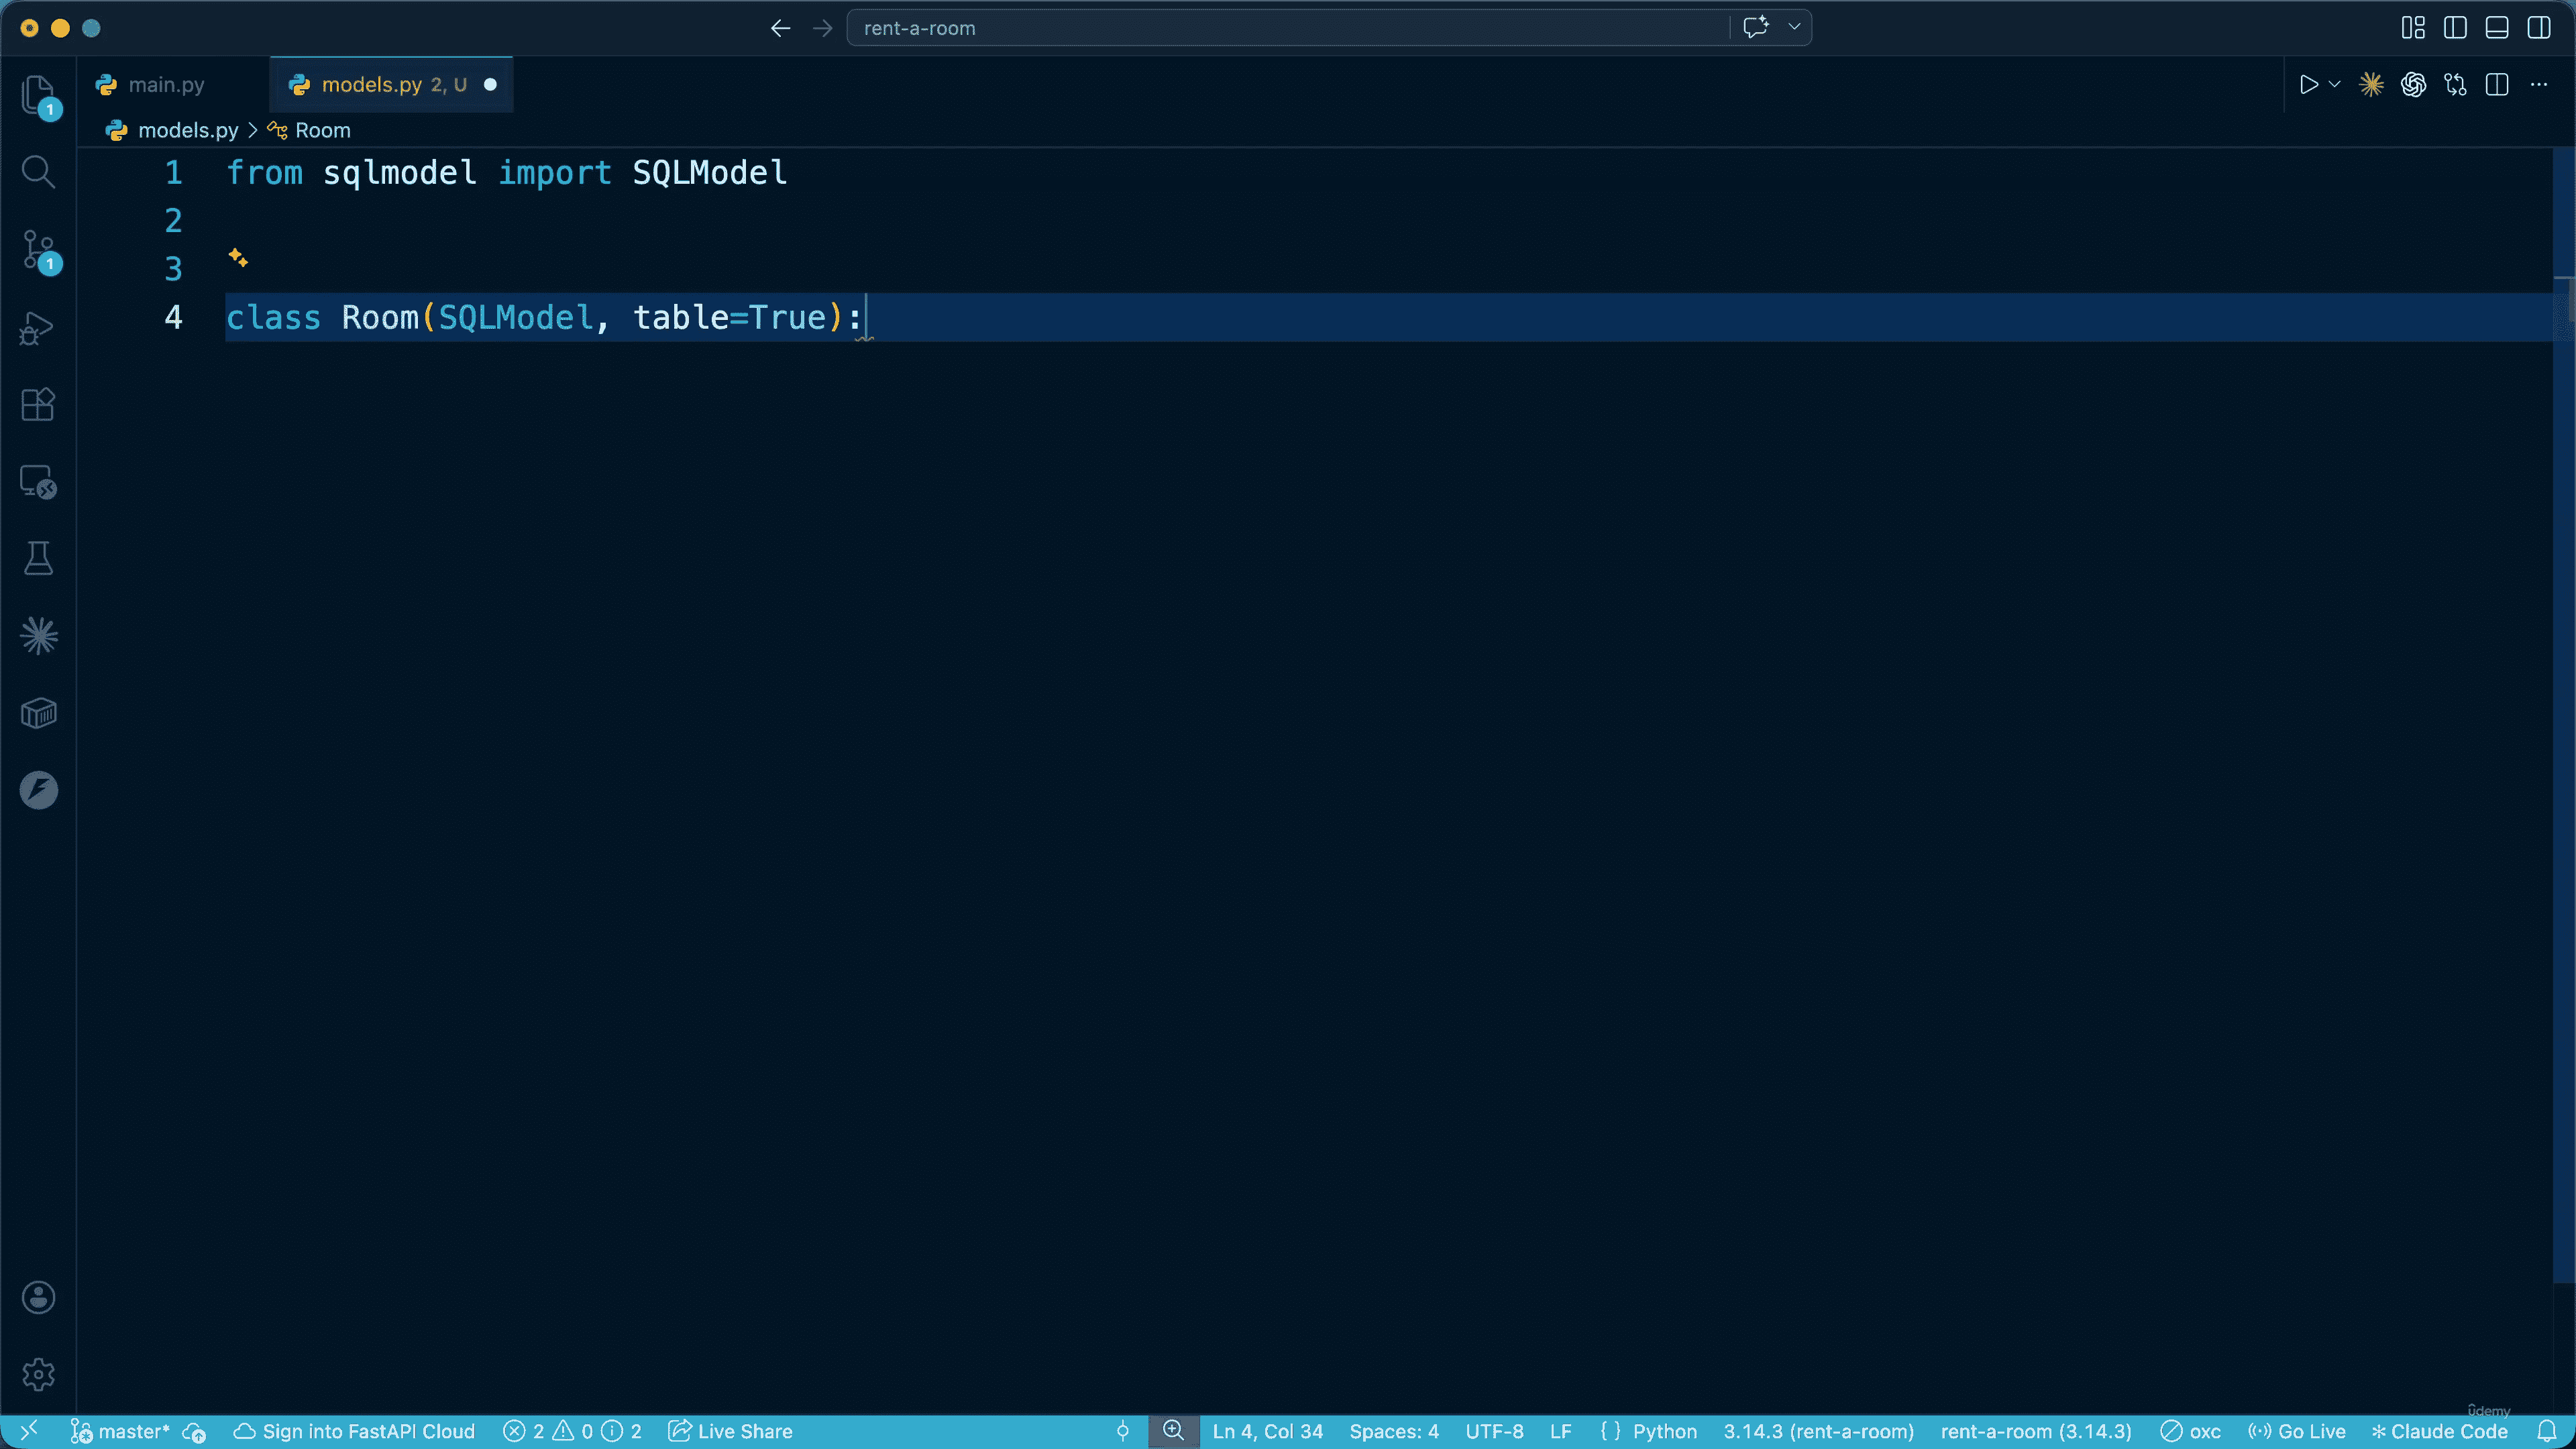 rent-a-room
main.py
models.py 2, U
models.py > Room
1 from sqlmodel import SQLModel
2
3
4 class Room(SQLModel, table=True):
1
1
master* Sign into FastAPI Cloud 2 0 2 Live Share Ln 4, Col 34 Spaces: 4 UTF-8 LF { } Python 3.14.3 (rent-a-room) rent-a-room (3.14.3) oxc Go Live Claude Code
ûdemy